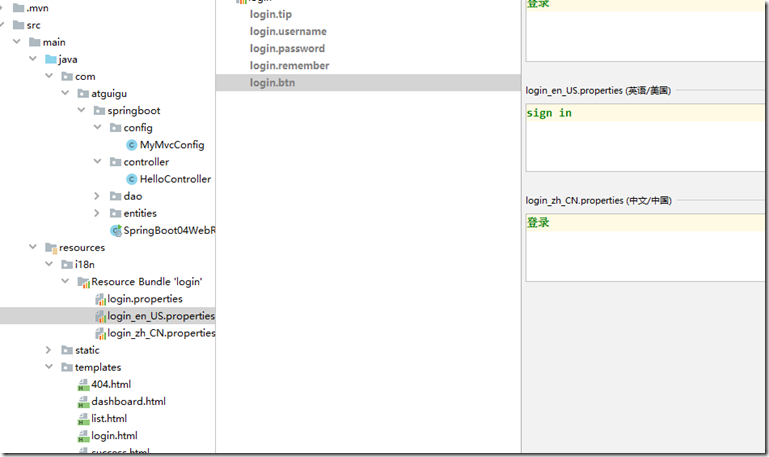 .mvn
src
main
java
com
atguigu
springboot
config
MyMvcConfig
controller
HelloController
dao
entities
SpringBoot04WebR
resources
i18n
Resource Bundle 'login'
login.properties
login_en_US.properties
login_zh_CN.properties
static
templates
404.html
dashboard.html
list.html
login.html
success.html
login
login.tip
login.username
login.password
login.remember
login.btn
登录
login_en_US.properties (英语/美国)
sign in
login_zh_CN.properties (中文/中国)
登录